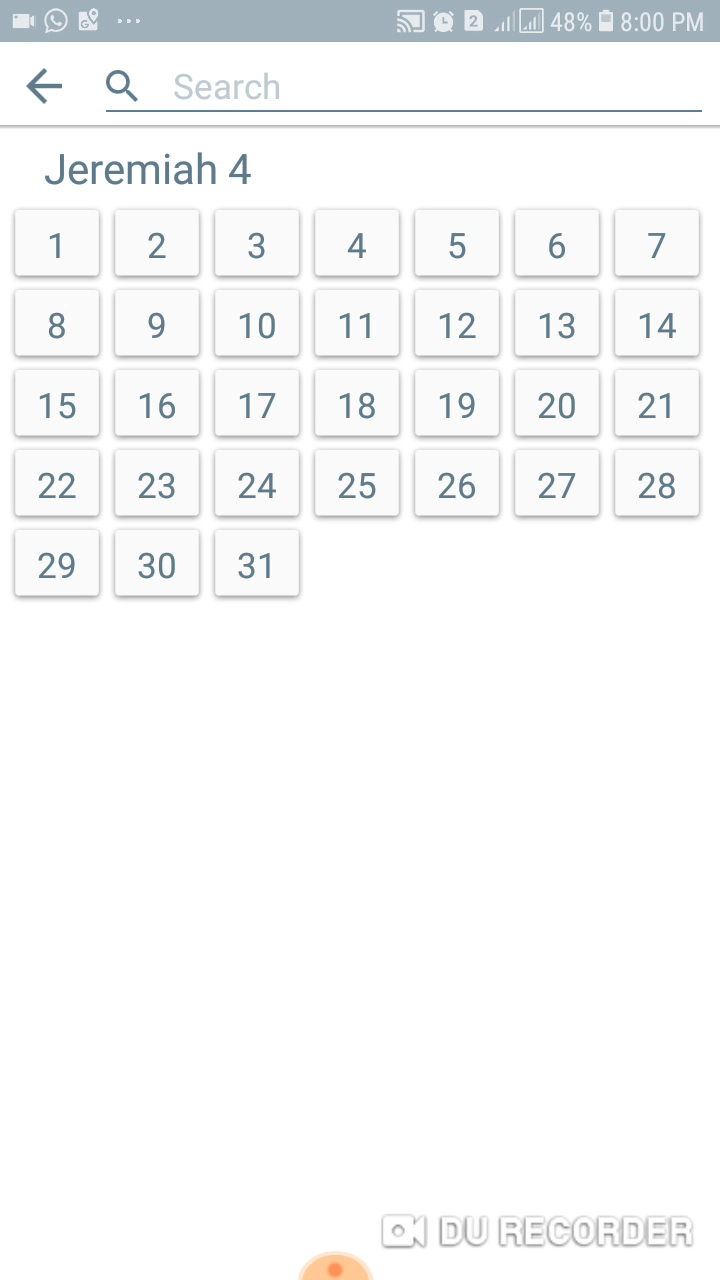 2 48% 8:00 PM
Search
Jeremiah 4
1 2 3 4 5 6 7
8 9 10 11 12 13 14
15 16 17 18 19 20 21
22 23 24 25 26 27 28
29 30 31
DU RECORDER